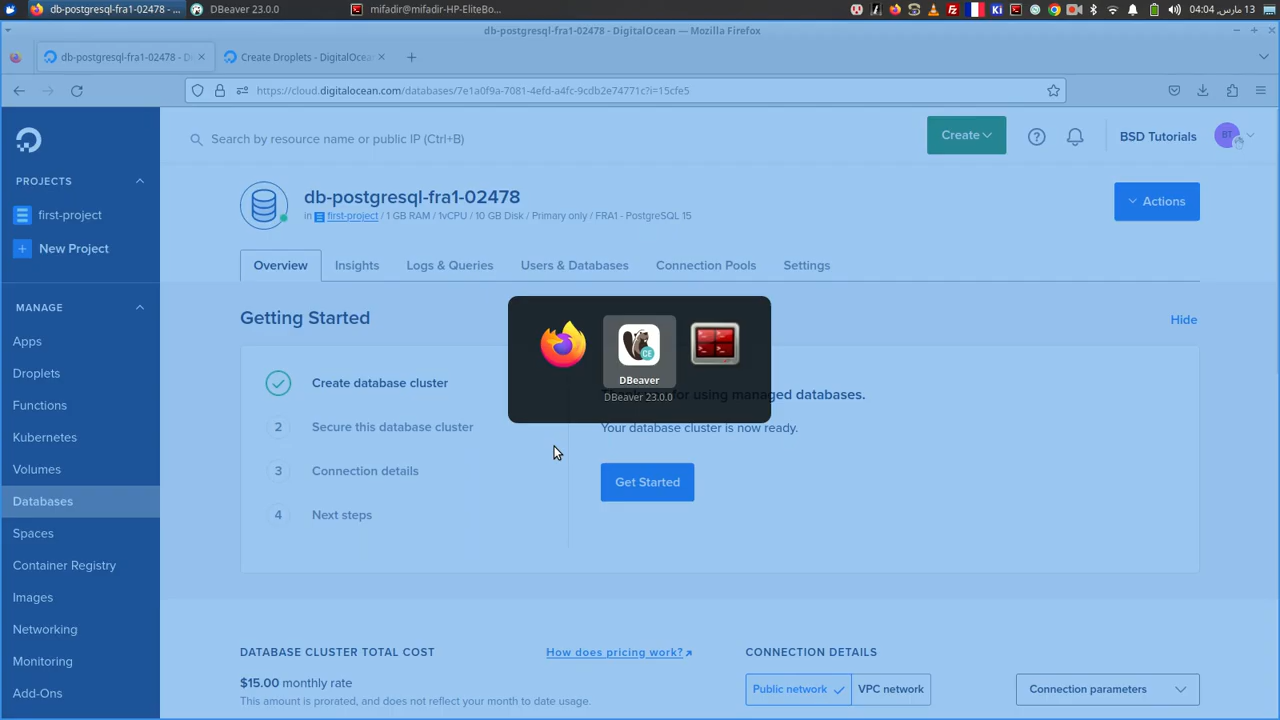 db-postgresql-fra1-02478 - D
DBeaver 23.0.0
mifadir@mifadir-HP-EliteBo...
Ki
13 مارس, 04:04
db-postgresql-fra1-02478 - DigitalOcean — Mozilla Firefox
db-postgresql-fra1-02478 - Di
Create Droplets - DigitalOcean
https://cloud.digitalocean.com/databases/7e1a0f9a-7081-4efd-a4fc-9cdb2e74771c?i=15cfe5
Search by resource name or public IP (Ctrl+B)
Create
BSD Tutorials
BT
PROJECTS
first-project
New Project
MANAGE
Apps
Droplets
Functions
Kubernetes
Volumes
Databases
Spaces
Container Registry
Images
Networking
Monitoring
Add-Ons
db-postgresql-fra1-02478
in first-project / 1 GB RAM / 1vCPU / 10 GB Disk / Primary only / FRA1 - PostgreSQL 15
Actions
Overview
Insights
Logs & Queries
Users & Databases
Connection Pools
Settings
Getting Started
Hide
Create database cluster
2 Secure this database cluster
3 Connection details
4 Next steps
CE
DBeaver
DBeaver 23.0.0
for using managed databases.
Your database cluster is now ready.
Get Started
DATABASE CLUSTER TOTAL COST
How does pricing work?
$15.00 monthly rate
This amount is prorated, and does not reflect your month to date usage.
CONNECTION DETAILS
Public network
VPC network
Connection parameters